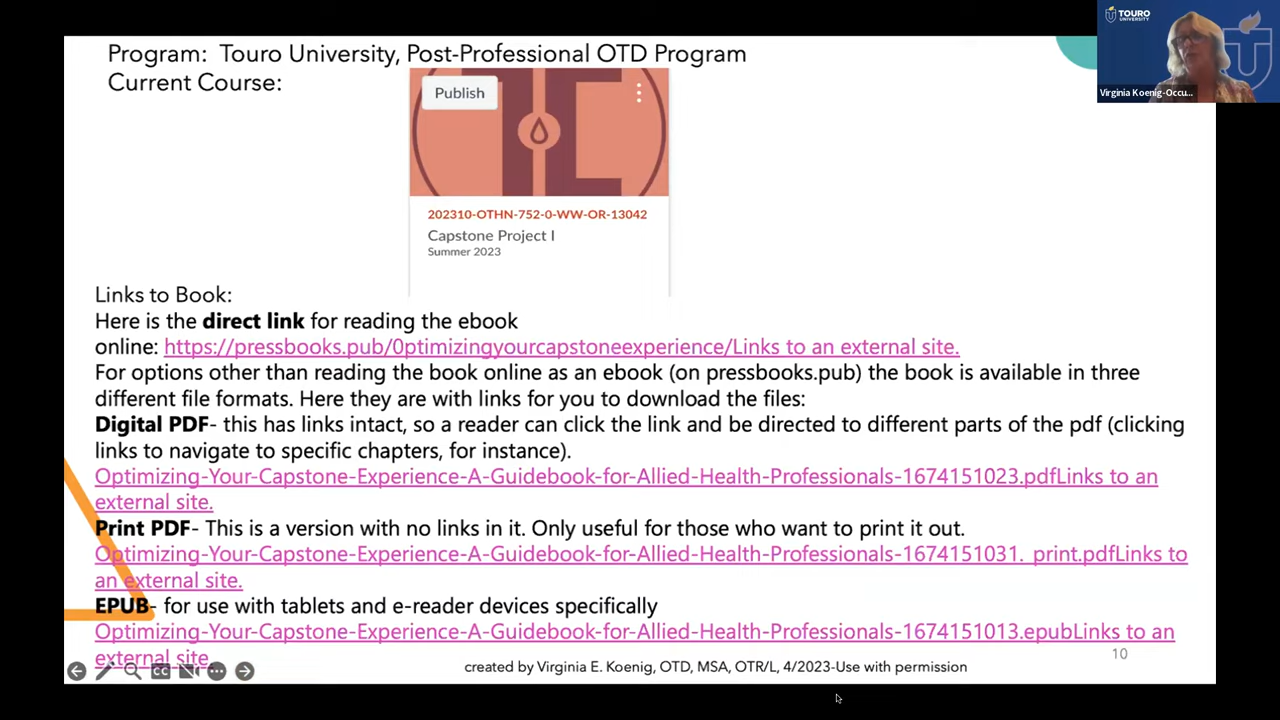 TOURO
UNIVERSITY
Virginia Koenig-Occu...
Program: Touro University, Post-Professional OTD Program
Current Course:
Publish
202310-OTHN-752-0-WW-OR-13042
Capstone Project I
Summer 2023
Links to Book:
Here is the direct link for reading the ebook
online: https://pressbooks.pub/0ptimizingyourcapstoneexperience/Links to an external site.
For options other than reading the book online as an ebook (on pressbooks.pub) the book is available in three
different file formats. Here they are with links for you to download the files:
Digital PDF- this has links intact, so a reader can click the link and be directed to different parts of the pdf (clicking
links to navigate to specific chapters, for instance).
Optimizing-Your-Capstone-Experience-A-Guidebook-for-Allied-Health-Professionals-1674151023.pdfLinks to an
external site.
Print PDF- This is a version with no links in it. Only useful for those who want to print it out.
Optimizing-Your-Capstone-Experience-A-Guidebook-for-Allied-Health-Professionals-1674151031._print.pdfLinks to
an external site.
EPUB- for use with tablets and e-reader devices specifically
Optimizing-Your-Capstone-Experience-A-Guidebook-for-Allied-Health-Professionals-1674151013.epubLinks to an
external site.
CC
created by Virginia E. Koenig, OTD, MSA, OTR/L, 4/2023-Use with permission
10